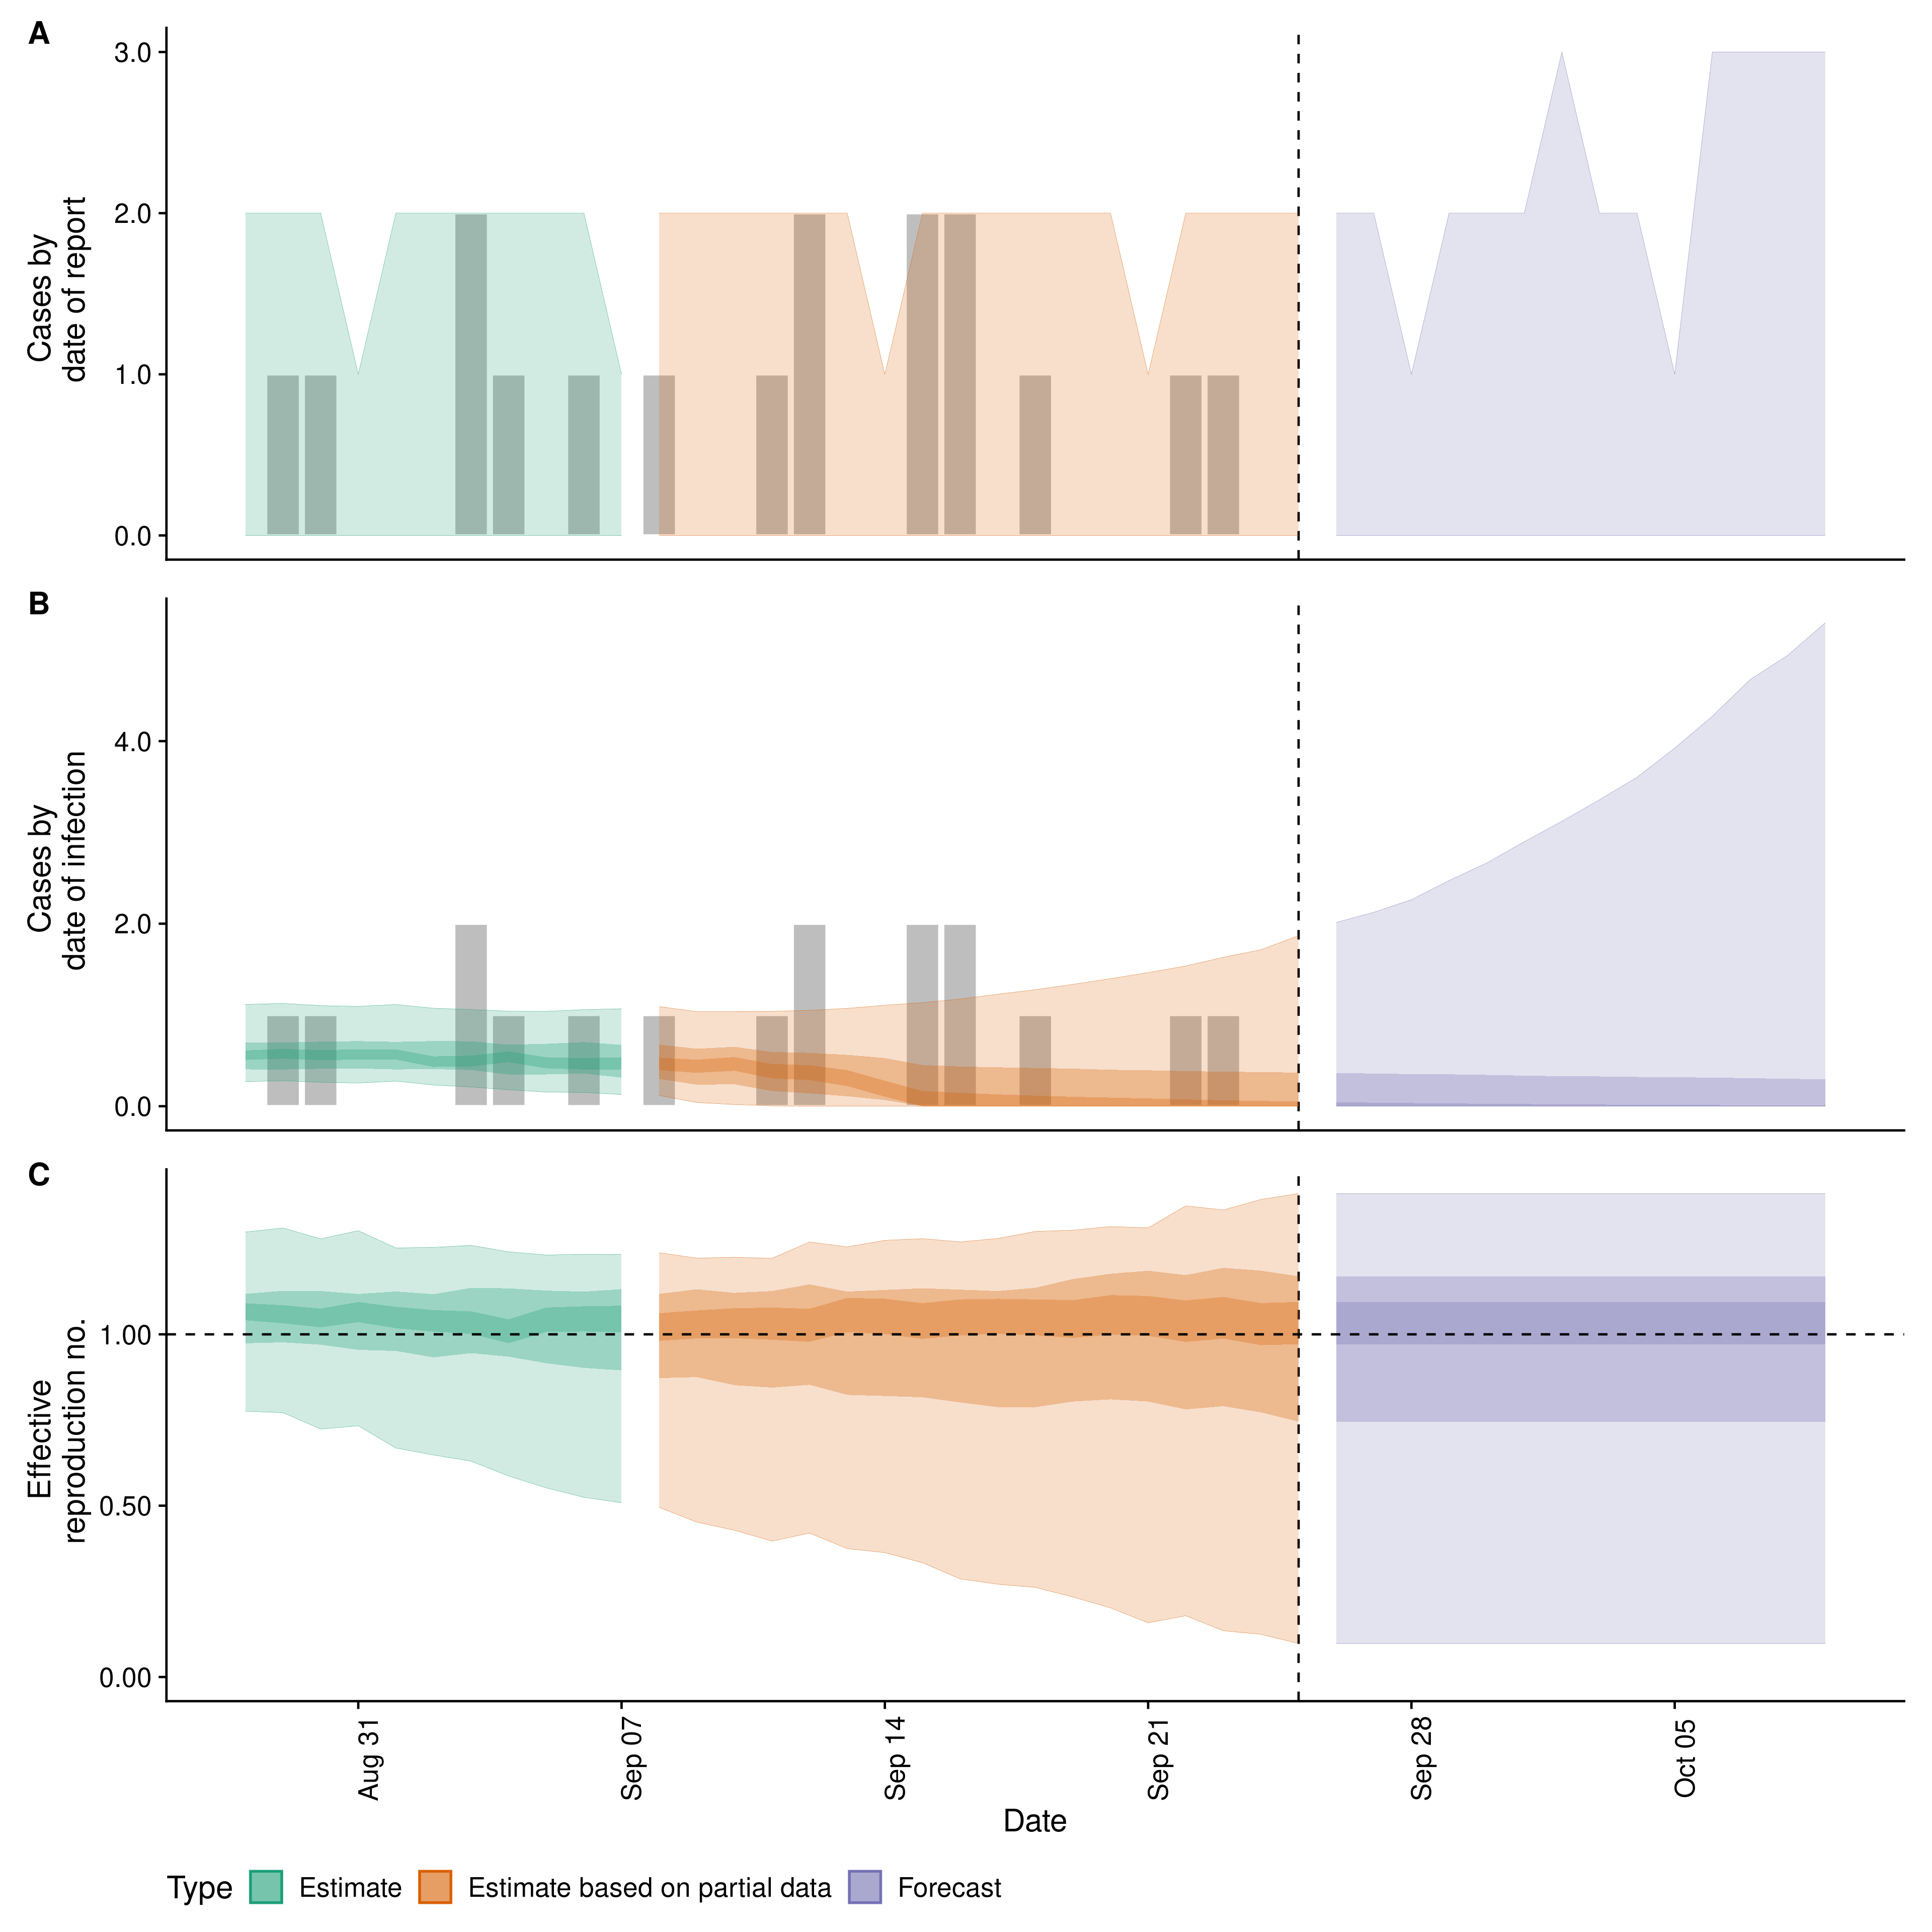 A
3.0
2.0
1.0
0.0
Cases by
date of report
B
4.0
2.0
0.0
Cases by
date of infection
C
1.00
0.50
0.00
Effective
reproduction no.
Aug 31
Sep 07
Sep 14
Sep 21
Sep 28
Oct 05
Date
Type Estimate Estimate based on partial data Forecast